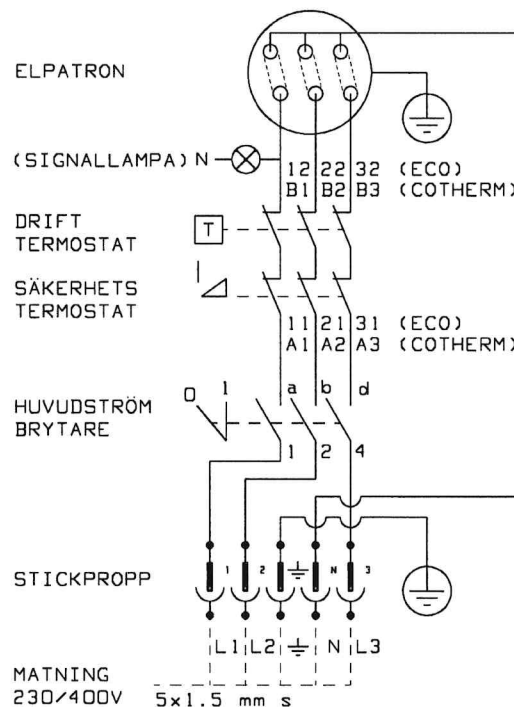 ELPATRON
(SIGNALLAMPA) N
12 22 32 (ECO)
B1 B2 B3 (COTHERM)
DRIFT
TERMOSTAT
T
SÄKERHETS
TERMOSTAT
11 21 31 (ECO)
A1 A2 A3 (COTHERM)
0 1 a b d
HUVUDSTRÖM
BRYTARE
1 2 4
STICKPROPP
1 2 N 3
L1 L2 N L3
MATNING
230/400V 5x1.5 mm s